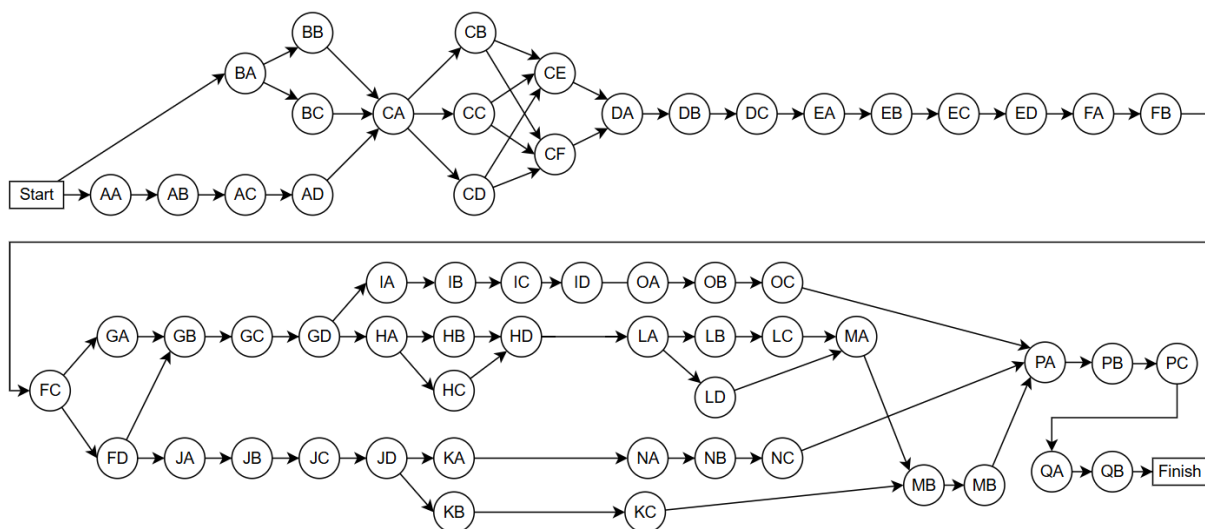 BB CB
BA CE
BC CA CC DA DB DC EA EB EC ED FA FB
CF
Start AA AB AC AD CD
IA IB IC ID OA OB OC
GA GB GC GD HA HB HD LA LB LC MA
FC HC LD PA PB PC
FD JA JB JC JD KA NA NB NC QA QB Finish
KB KC MB MB